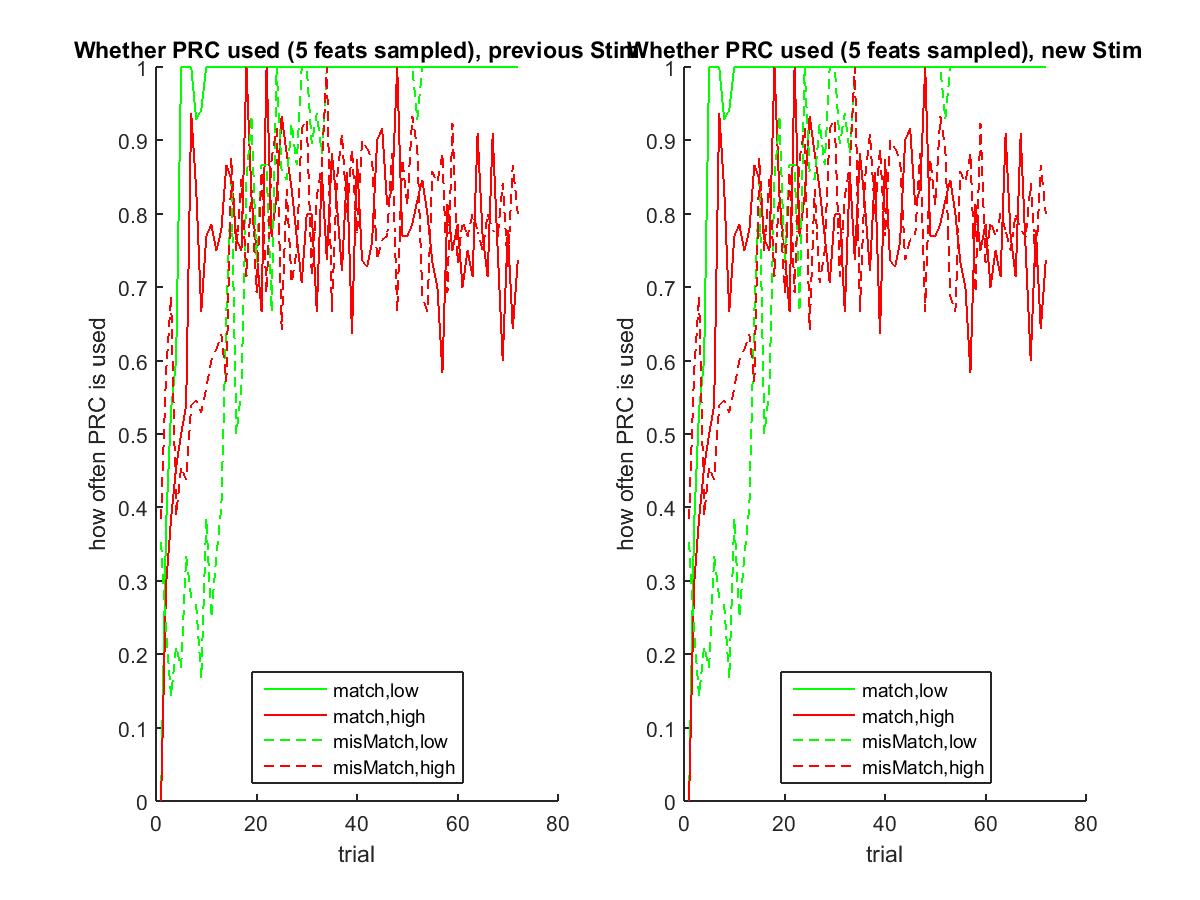 Whether PRC used (5 feats sampled), previous Stim
how often PRC is used
1
0.9
0.8
0.7
0.6
0.5
0.4
0.3
0.2
0.1
0
match,low
match,high
misMatch,low
misMatch,high
0 20 40 60 80
trial
Whether PRC used (5 feats sampled), new Stim
how often PRC is used
1
0.9
0.8
0.7
0.6
0.5
0.4
0.3
0.2
0.1
0
match,low
match,high
misMatch,low
misMatch,high
0 20 40 60 80
trial